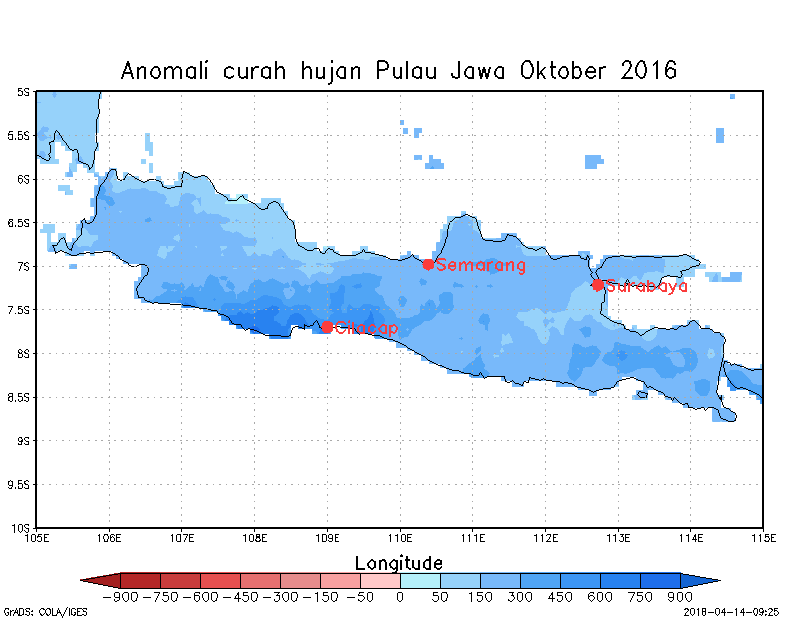 Anomali curah hujan Pulau Jawa Oktober 2016
5S
5.5S
6S
6.5S
7S
7.5S
8S
8.5S
9S
9.5S
10S
Semarang
Surabaya
Cilacap
105E 106E 107E 108E 109E 110E 111E 112E 113E 114E 115E
Longitude
-900 -750 -600 -450 -300 -150 -50 0 50 150 300 450 600 750 900
GrADS: COLA/IGES 2018-04-14-09:25